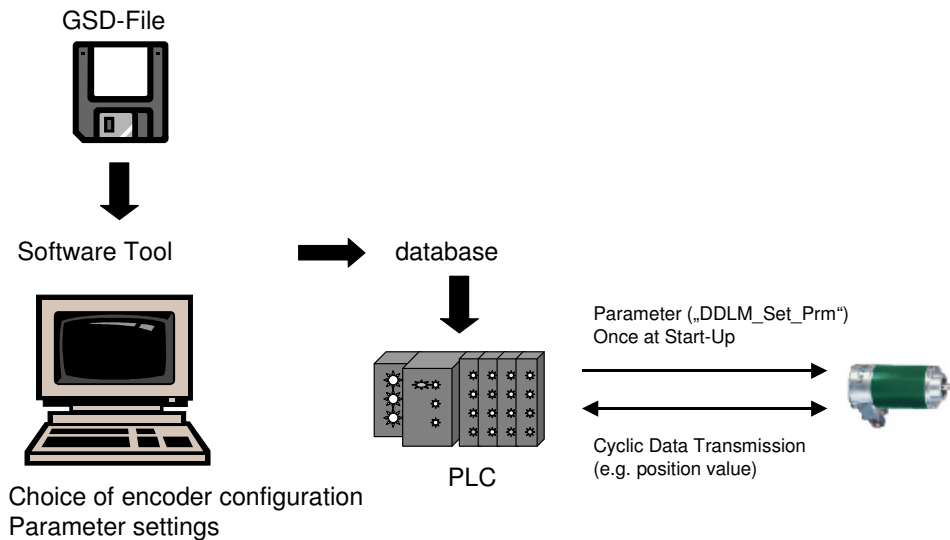 GSD-File
Software Tool
database
Parameter („DDLM_Set_Prm“)
Once at Start-Up
Cyclic Data Transmission
(e.g. position value)
PLC
Choice of encoder configuration
Parameter settings